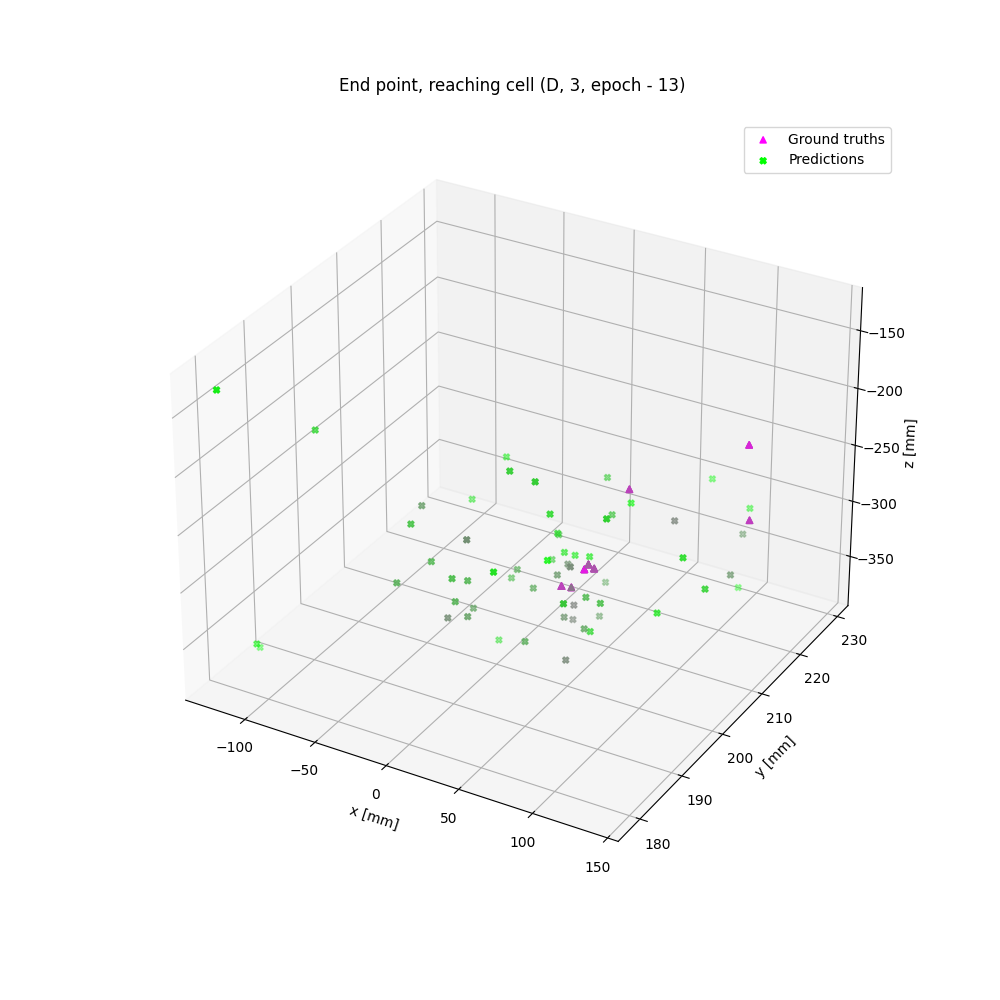 End point, reaching cell (D, 3, epoch - 13)
Ground truths
Predictions
−150
−200
−250
−300
−350
z [mm]
230
220
210
200
190
180
y [mm]
−100
−50
0
50
100
150
x [mm]